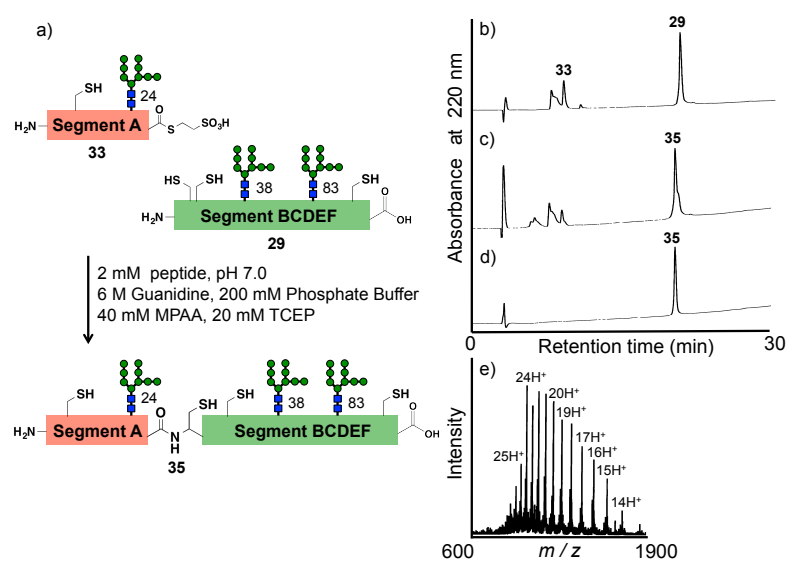 a)
SH
24
H₂N
Segment A
O
S
SO₃H
33
HS
SH
38
83
SH
H₂N
Segment BCDEF
O
OH
29
2 mM peptide, pH 7.0
6 M Guanidine, 200 mM Phosphate Buffer
40 mM MPAA, 20 mM TCEP
SH
24
O
SH
SH
38
83
SH
H₂N
Segment A
N
H
Segment BCDEF
O
OH
35
Absorbance at 220 nm
b)
33
29
c)
35
d)
35
0
Retention time (min)
30
e)
Intensity
24H⁺
20H⁺
19H⁺
17H⁺
16H⁺
25H⁺
15H⁺
14H⁺
600
m / z
1900